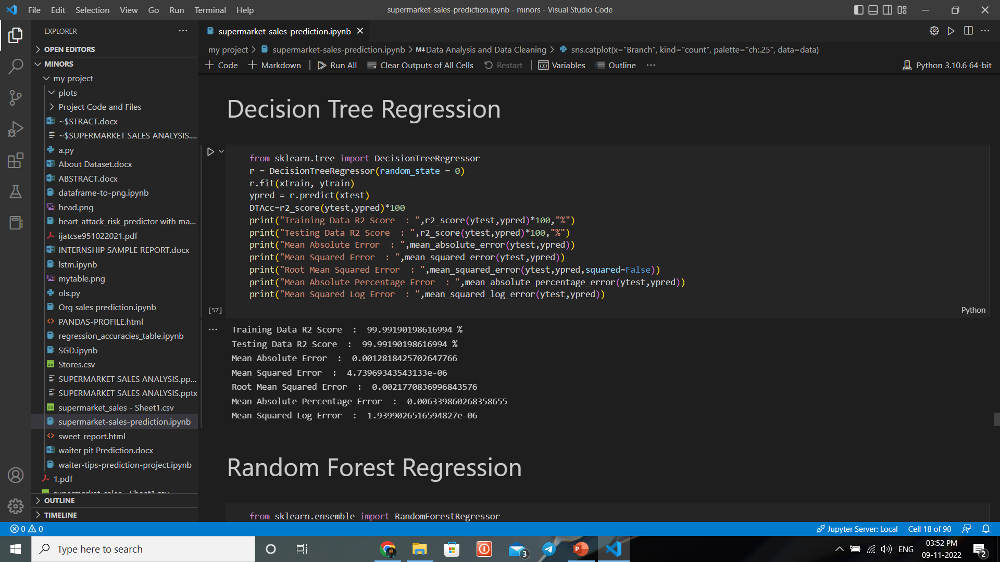 File Edit Selection View Go Run Terminal Help
supermarket-sales-prediction.ipynb - minors - Visual Studio Code
EXPLORER
OPEN EDITORS
MINORS
my project
plots
Project Code and Files
~$STRACT.docx
~$SUPERMARKET SALES ANALYSIS....
a.py
About Dataset.docx
ABSTRACT.docx
dataframe-to-png.ipynb
head.png
heart_attack_risk_predictor with ma...
ijatcse951022021.pdf
INTERNSHIP SAMPLE REPORT.docx
lstm.ipynb
mytable.png
ols.py
Org sales prediction.ipynb
PANDAS-PROFILE.html
regression_accuracies_table.ipynb
SGD.ipynb
Stores.csv
SUPERMARKET SALES ANALYSIS.pp...
SUPERMARKET SALES ANALYSIS.pptx
supermarket_sales - Sheet1.csv
supermarket-sales-prediction.ipynb
sweet_report.html
waiter pit Prediction.docx
waiter-tips-prediction-project.ipynb
1.pdf
supermarket_sales - Sheet1.csv
OUTLINE
TIMELINE
supermarket-sales-prediction.ipynb
my project > supermarket-sales-prediction.ipynb > M↓Data Analysis and Data Cleaning > sns.catplot(x="Branch", kind="count", palette="ch:.25", data=data)
+ Code + Markdown | Run All Clear Outputs of All Cells Restart | Variables Outline ...
Python 3.10.6 64-bit
Decision Tree Regression
from sklearn.tree import DecisionTreeRegressor
r = DecisionTreeRegressor(random_state = 0)
r.fit(xtrain, ytrain)
ypred = r.predict(xtest)
DTAcc=r2_score(ytest,ypred)*100
print("Training Data R2 Score  : ",r2_score(ytest,ypred)*100,"%")
print("Testing Data R2 Score  : ",r2_score(ytest,ypred)*100,"%")
print("Mean Absolute Error  : ",mean_absolute_error(ytest,ypred))
print("Mean Squared Error  : ",mean_squared_error(ytest,ypred))
print("Root Mean Squared Error  : ",mean_squared_error(ytest,ypred,squared=False))
print("Mean Absolute Percentage Error  : ",mean_absolute_percentage_error(ytest,ypred))
print("Mean Squared Log Error  : ",mean_squared_log_error(ytest,ypred))
[57]
Python
Training Data R2 Score  :  99.99190198616994 %
Testing Data R2 Score  :  99.99190198616994 %
Mean Absolute Error  :  0.0012818425702647766
Mean Squared Error  :  4.73969343543133e-06
Root Mean Squared Error  :  0.0021770836996843576
Mean Absolute Percentage Error  :  0.006339860268358655
Mean Squared Log Error  :  1.9399026516594827e-06
Random Forest Regression
from sklearn.ensemble import RandomForestRegressor
0 0
Jupyter Server: Local Cell 18 of 90
Type here to search
3
ENG
03:52 PM
09-11-2022
2